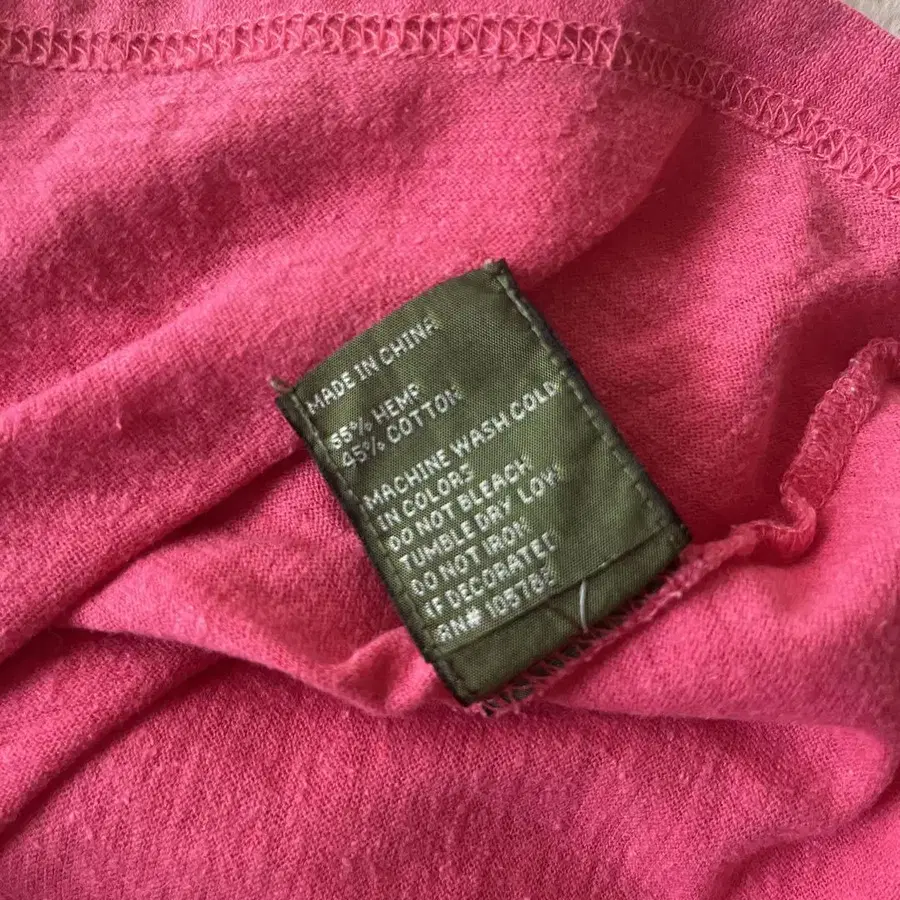 MADE IN CHINA
55% HEMP
45% COTTON
MACHINE WASH COLD
IN COLORS
DO NOT BLEACH
TUMBLE DRY LOW
DO NOT IRON
IF DECORATED
RN#